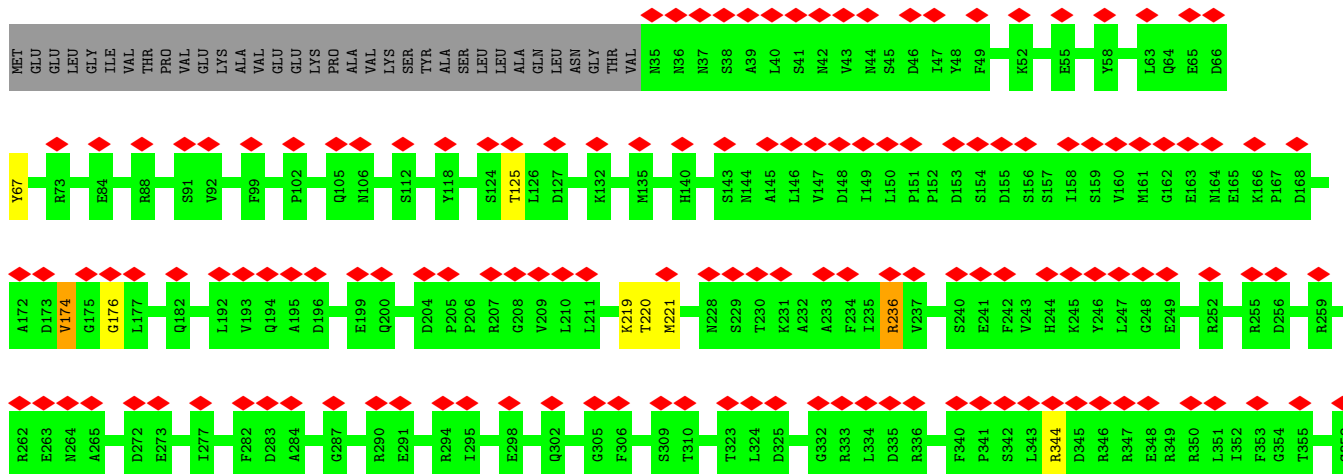 MET GLU GLU LEU GLY ILE VAL THR PRO VAL GLU LYS ALA VAL GLU GLU LYS PRO ALA VAL LYS SER TYR ALA SER LEU LEU ALA GLN LEU ASN GLY THR VAL N35 N36 N37 S38 A39 L40 S41 N42 V43 N44 S45 D46 I47 Y48 F49 K52 E55 Y58 L63 Q64 E65 D66
Y67 R73 E84 R88 S91 V92 F99 P102 Q105 N106 S112 Y118 S124 T125 L126 D127 K132 M135 H140 S143 N144 A145 L146 V147 D148 I149 L150 P151 P152 D153 S154 D155 S156 S157 I158 S159 V160 M161 G162 E163 N164 E165 K166 P167 D168
A172 D173 V174 G175 G176 L177 Q182 L192 V193 Q194 A195 D196 E199 Q200 D204 P205 P206 R207 G208 V209 L210 L211 K219 T220 M221 N228 S229 T230 K231 A232 A233 F234 I235 R236 V237 S240 E241 F242 V243 H244 K245 Y246 L247 G248 E249 R252 R255 D256 R259
R262 E263 N264 A265 D272 E273 I277 F282 D283 A284 G287 R290 E291 R294 I295 E298 Q302 G305 F306 S309 T310 T323 L324 D325 G332 R333 L334 D335 R336 F340 P341 S342 L343 R344 D345 R346 R347 E348 R349 R350 L351 I352 F353 G354 T355